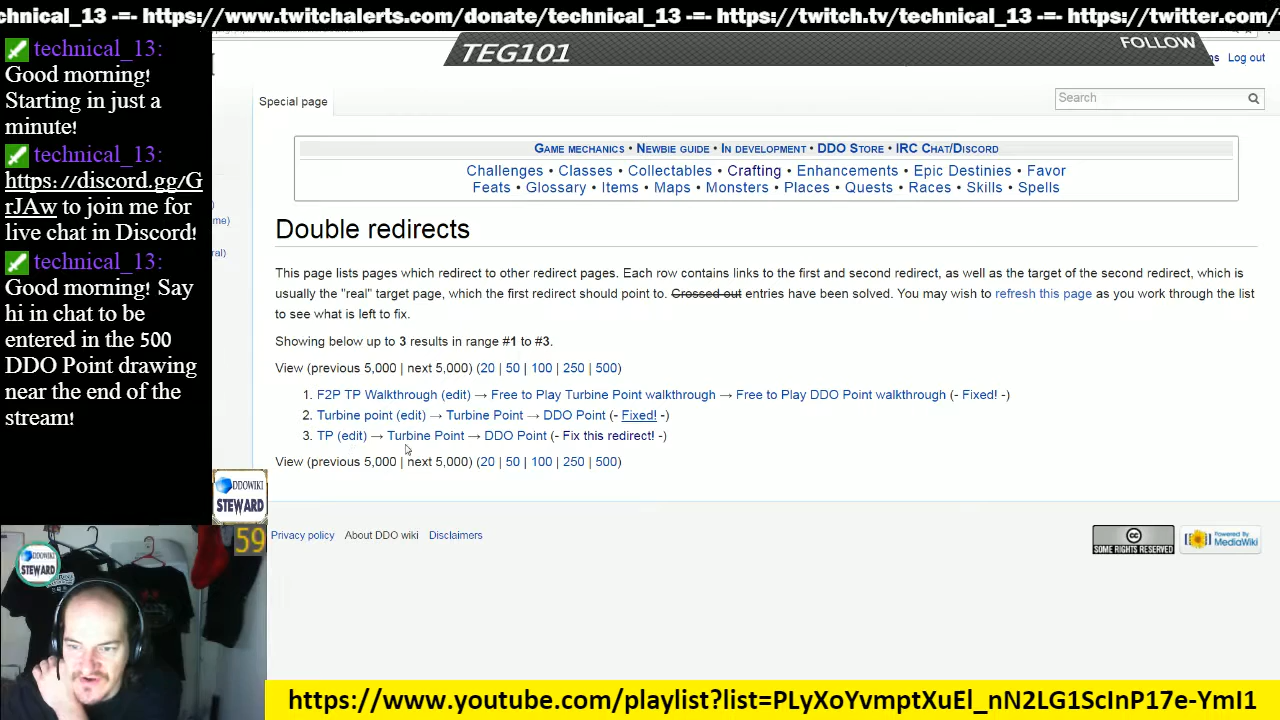 chnical_13 -=- https://www.twitchalerts.com/donate/technical_13 -=- https://twitch.tv/technical_13 -=- https://twitter.com/
technical_13:
Good morning!
Starting in just a
minute!
technical_13:
https://discord.gg/G
rJAw to join me for
live chat in Discord!
technical_13:
Good morning! Say
hi in chat to be
entered in the 500
DDO Point drawing
near the end of the
stream!
TEG101
FOLLOW
ns Log out
Special page
Search
Game mechanics • Newbie guide • In development • DDO Store • IRC Chat/Discord
Challenges • Classes • Collectables • Crafting • Enhancements • Epic Destinies • Favor
Feats • Glossary • Items • Maps • Monsters • Places • Quests • Races • Skills • Spells
me)
ral)
Double redirects
This page lists pages which redirect to other redirect pages. Each row contains links to the first and second redirect, as well as the target of the second redirect, which is
usually the "real" target page, which the first redirect should point to. Crossed out entries have been solved. You may wish to refresh this page as you work through the list
to see what is left to fix.
Showing below up to 3 results in range #1 to #3.
View (previous 5,000 | next 5,000) (20 | 50 | 100 | 250 | 500)
1. F2P TP Walkthrough (edit) → Free to Play Turbine Point walkthrough → Free to Play DDO Point walkthrough (- Fixed! -)
2. Turbine point (edit) → Turbine Point → DDO Point (- Fixed! -)
3. TP (edit) → Turbine Point → DDO Point (- Fix this redirect! -)
View (previous 5,000 | next 5,000) (20 | 50 | 100 | 250 | 500)
DDOWIKI
STEWARD
59
Privacy policy About DDO wiki Disclaimers
CC
SOME RIGHTS RESERVED
Powered By
MediaWiki
DDOWIKI
STEWARD
https://www.youtube.com/playlist?list=PLyXoYvmptXuEl_nN2LG1ScInP17e-YmI1